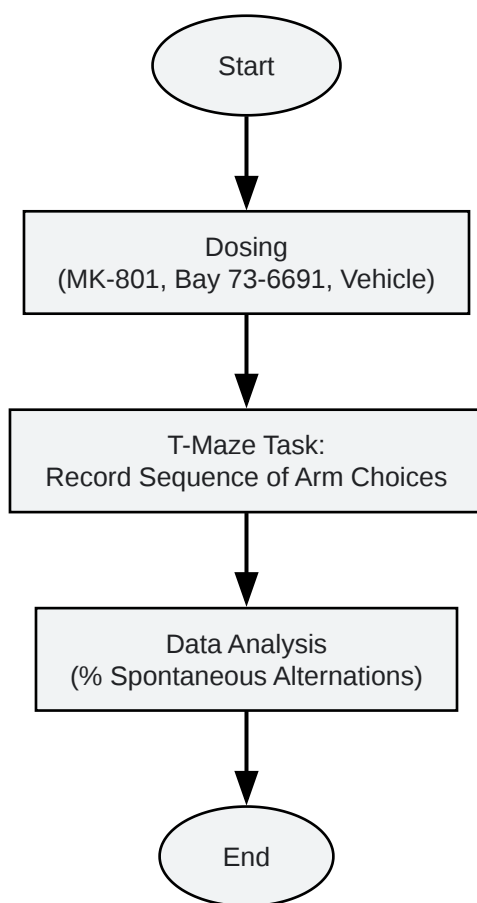 Start
Dosing
(MK-801, Bay 73-6691, Vehicle)
T-Maze Task:
Record Sequence of Arm Choices
Data Analysis
(% Spontaneous Alternations)
End